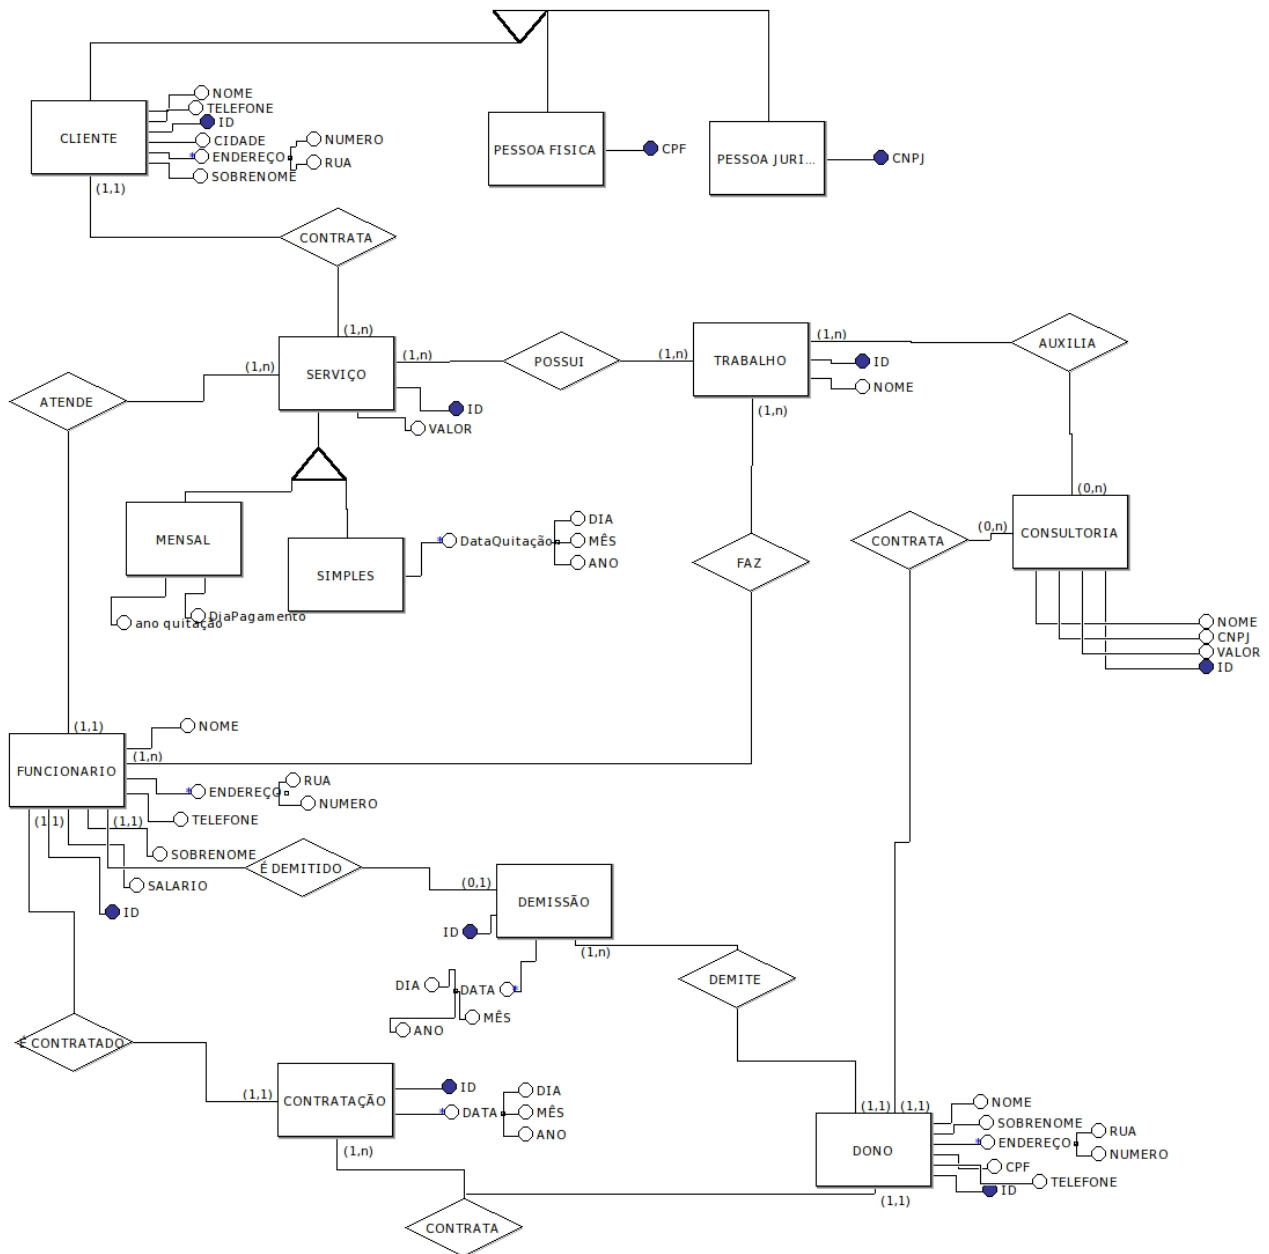 NOME
TELEFONE
ID
CLIENTE
CIDADE
NUMERO
ENDEREÇO
RUA
SOBRENOME
(1,1)
PESSOA FISICA
CPF
PESSOA JURI...
CNPJ
CONTRATA
(1,n)
SERVIÇO
(1,n)
(1,n)
POSSUI
(1,n)
TRABALHO
(1,n)
ID
NOME
(1,n)
AUXILIA
ATENDE
ID
VALOR
MENSAL
ano quitação
DiaPagamento
SIMPLES
DataQuitação
DIA
MÊS
ANO
FAZ
CONTRATA
(0,n)
(0,n)
CONSULTORIA
NOME
CNPJ
VALOR
ID
(1,1)
NOME
(1,n)
FUNCIONARIO
RUA
ENDEREÇO
NUMERO
TELEFONE
(1,1)
(1,1)
SOBRENOME
SALARIO
ID
É DEMITIDO
(0,1)
DEMISSÃO
ID
(1,n)
DIA
DATA
MÊS
ANO
DEMITE
É CONTRATADO
(1,1)
CONTRATAÇÃO
ID
DATA
DIA
MÊS
ANO
(1,n)
CONTRATA
(1,1)
(1,1)
DONO
NOME
SOBRENOME
ENDEREÇO
RUA
NUMERO
CPF
TELEFONE
ID
(1,1)